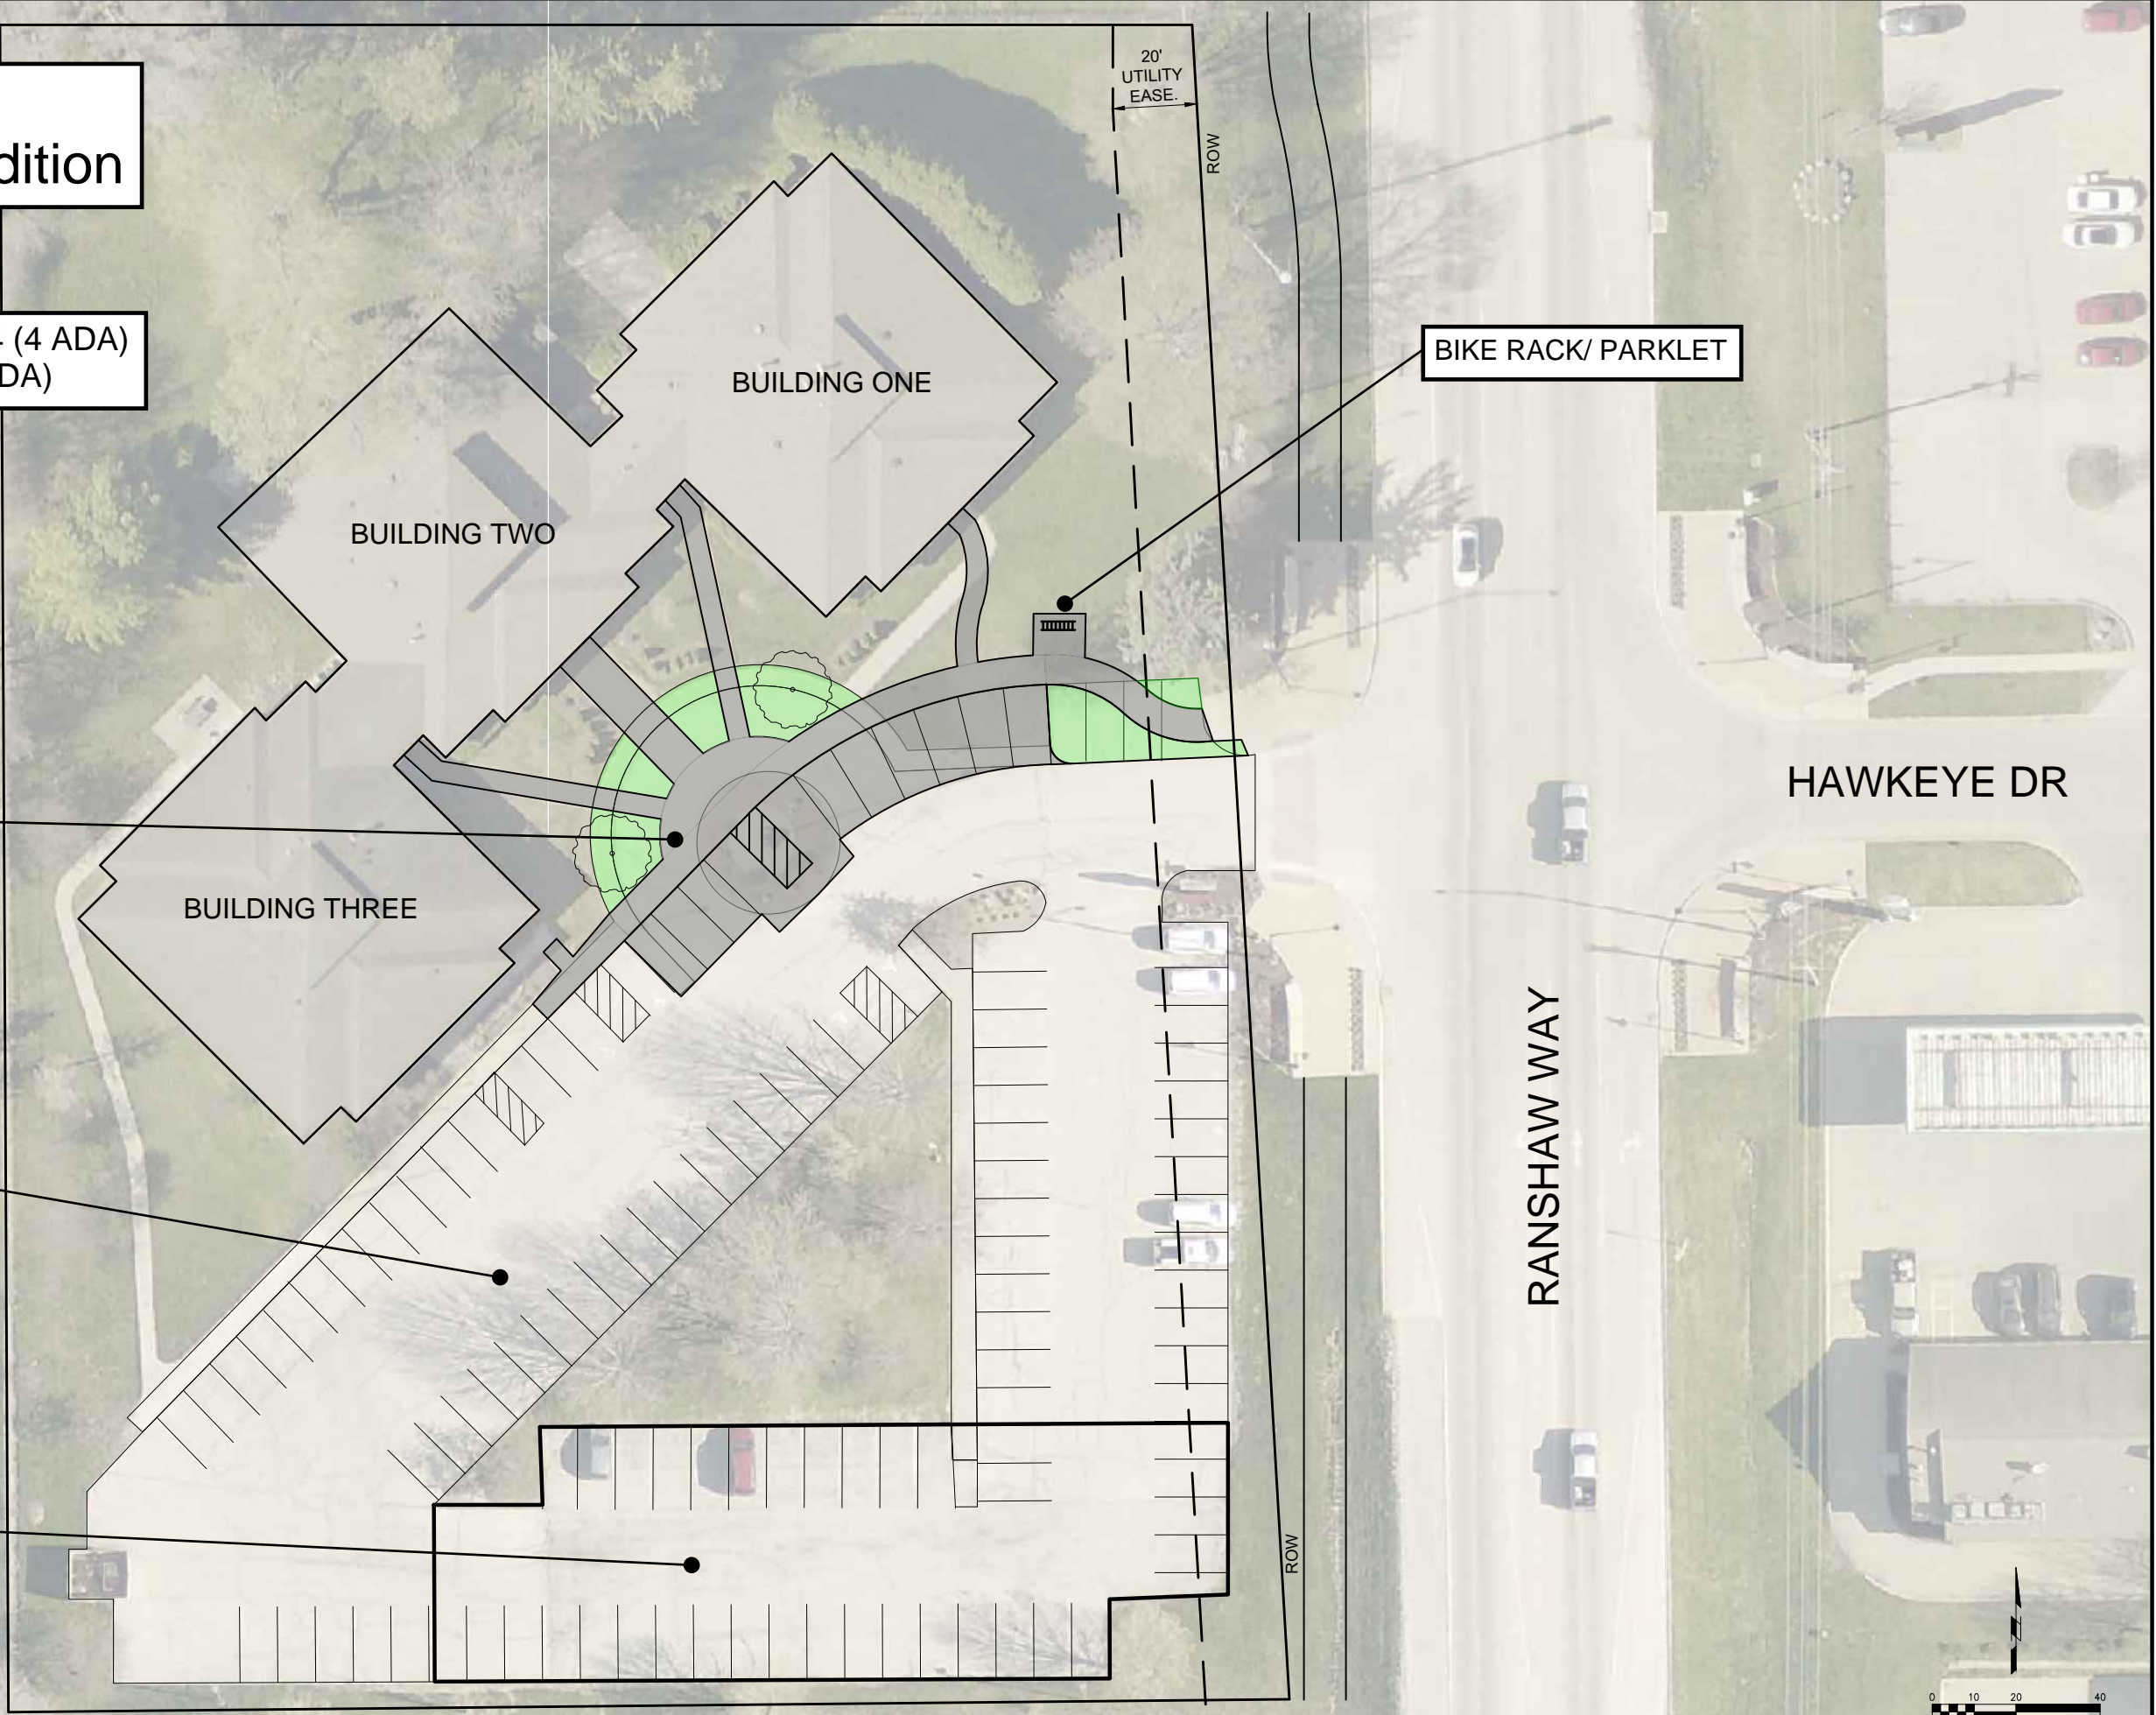 20'
UTILITY
EASE.
ROW
dition
(4 ADA)
DA)
BIKE RACK/ PARKLET
BUILDING ONE
BUILDING TWO
HAWKEYE DR
BUILDING THREE
RANSHAW WAY
ROW
0 10 20 40